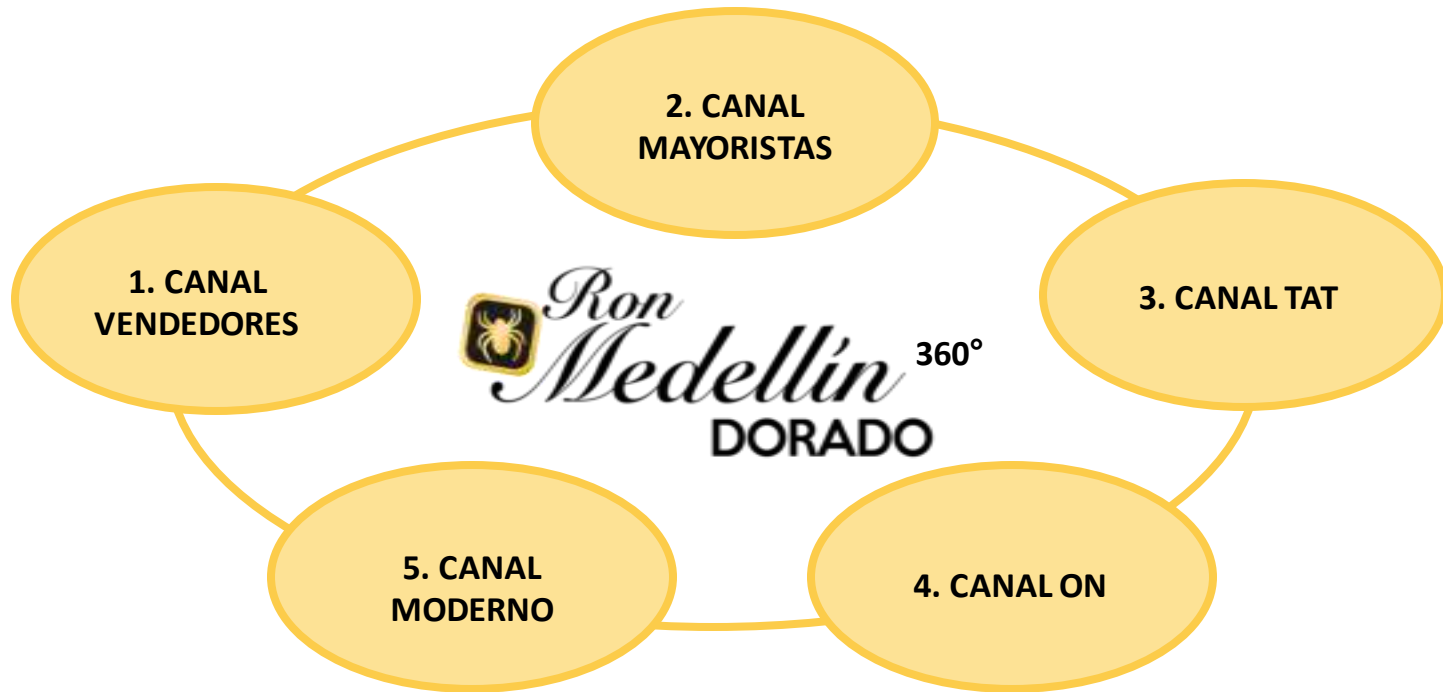 2. CANAL
MAYORISTAS
1. CANAL
VENDEDORES
3. CANAL TAT
Ron
Medellín
360°
DORADO
5. CANAL
MODERNO
4. CANAL ON